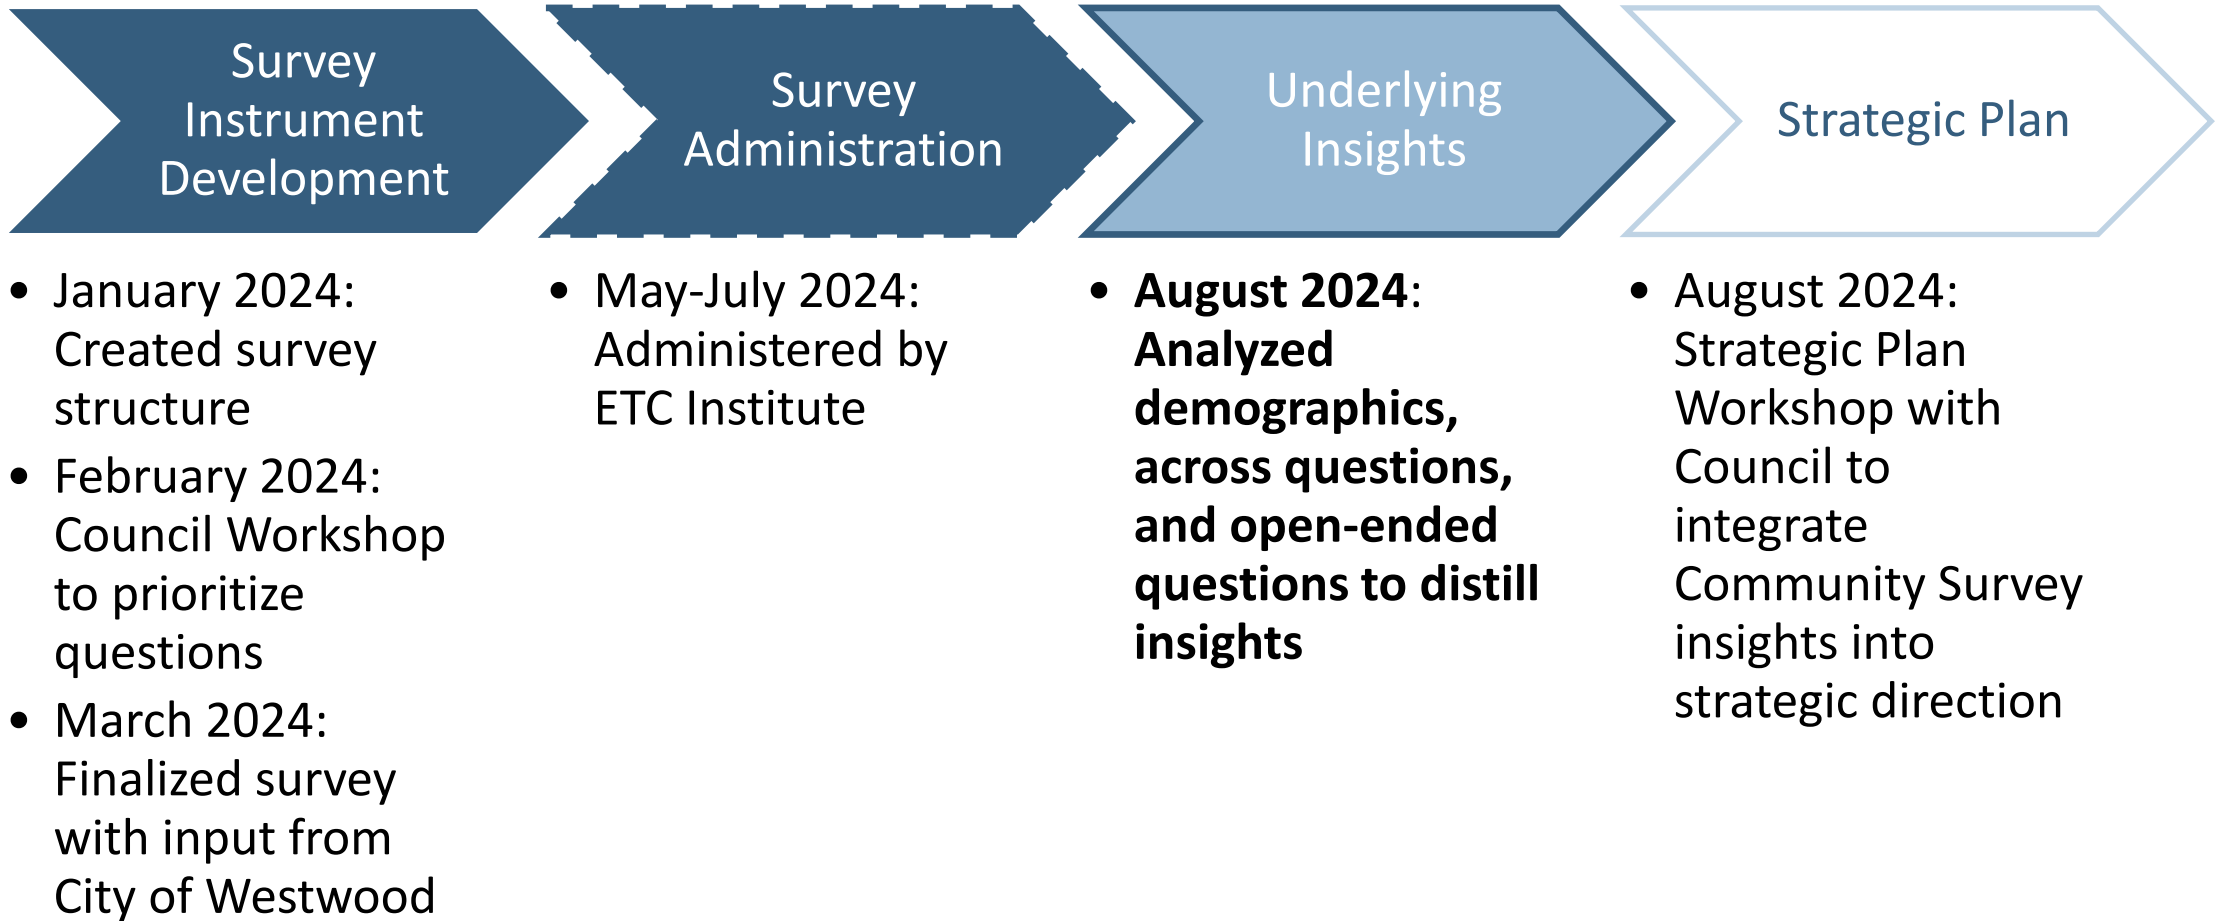 Survey
Instrument
Development
• January 2024:
Created survey
structure
• February 2024:
Council Workshop
to prioritize
questions
• March 2024:
Finalized survey
with input from
City of Westwood
Survey
Administration
• May-July 2024:
Administered by
ETC Institute
Underlying
Insights
• August 2024:
Analyzed
demographics,
across questions,
and open-ended
questions to distill
insights
Strategic Plan
• August 2024:
Strategic Plan
Workshop with
Council to
integrate
Community Survey
insights into
strategic direction